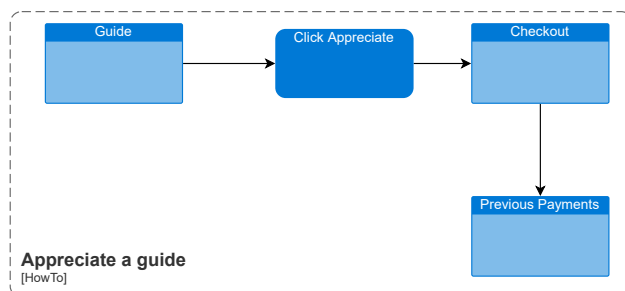 Guide
Click Appreciate
Checkout
Previous Payments
Appreciate a guide
[HowTo]